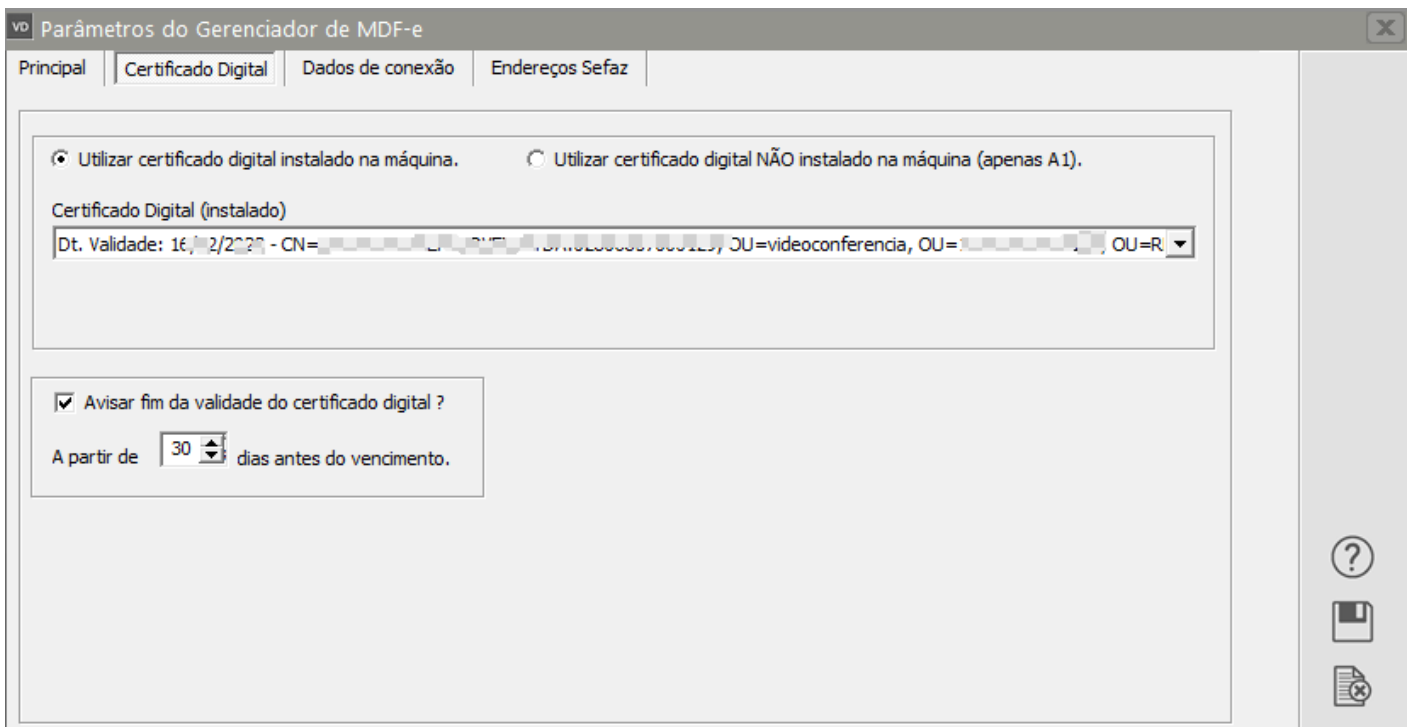 VD Parâmetros do Gerenciador de MDF-e
Principal Certificado Digital Dados de conexão Endereços Sefaz
Utilizar certificado digital instalado na máquina. Utilizar certificado digital NÃO instalado na máquina (apenas A1).
Certificado Digital (instalado)
Dt. Validade: - CN= OU=videoconferencia, OU= OU=R
Avisar fim da validade do certificado digital ?
A partir de 30 dias antes do vencimento.